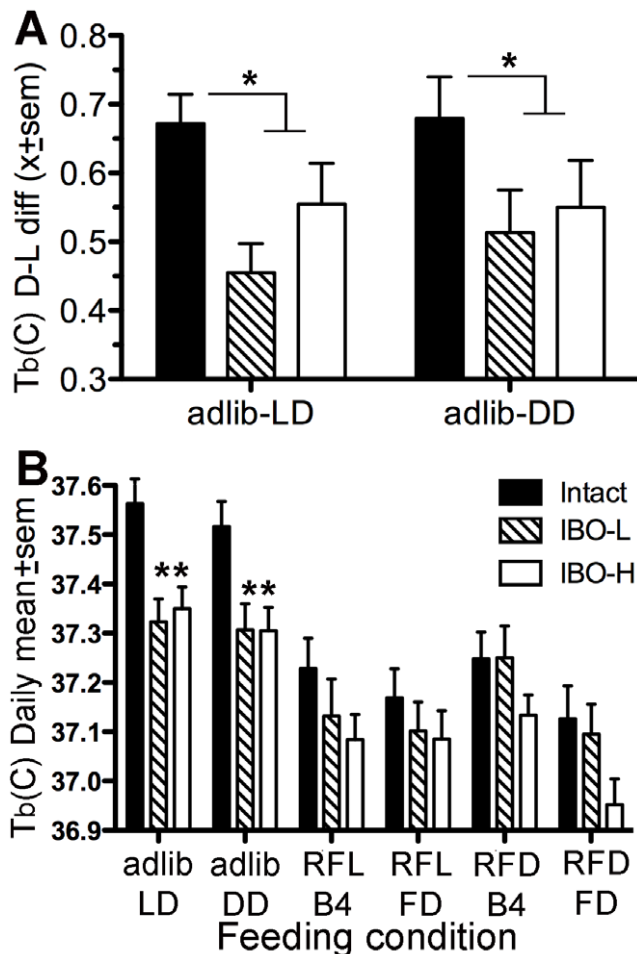 A
Tb(C) D-L diff (x±sem)
0.8
0.7
0.6
0.5
0.4
0.3
*
*
adlib-LD
adlib-DD
B
Tb(C) Daily mean±sem
37.6
37.5
37.4
37.3
37.2
37.1
37.0
36.9
**
**
Intact
IBO-L
IBO-H
adlib adlib RFL RFL RFD RFD
LD DD B4 FD B4 FD
Feeding condition